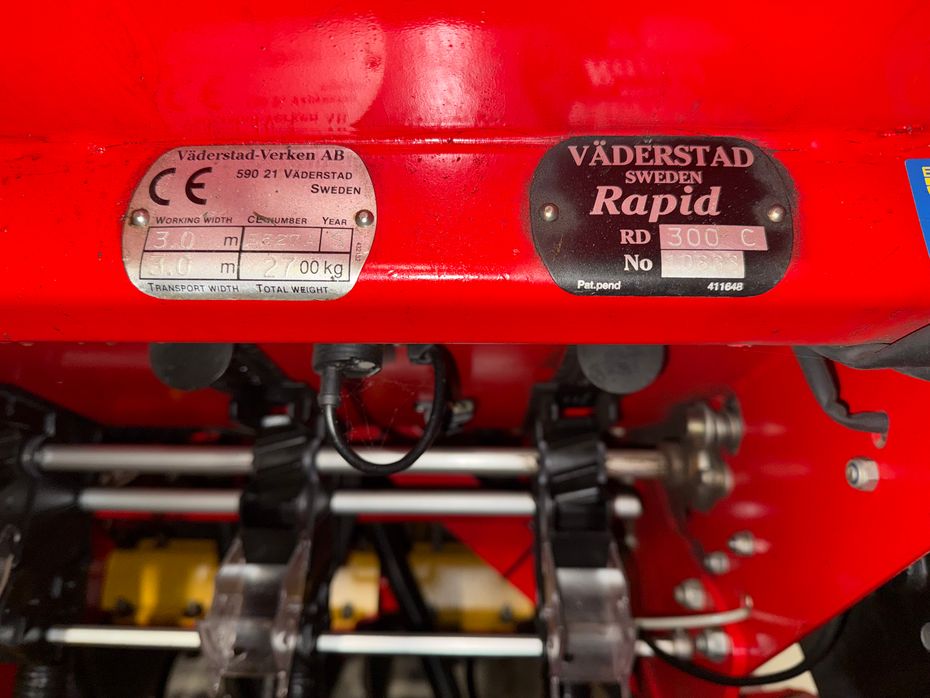 Väderstad-Verken AB
CE
590 21 VÄDERSTAD
SWEDEN
WORKING WIDTH CE-NUMBER YEAR
3.0 m
3.0 m 2700 kg
TRANSPORT WIDTH TOTAL WEIGHT
VÄDERSTAD
SWEDEN
Rapid
RD 300 C
No
Pat.pend 411648